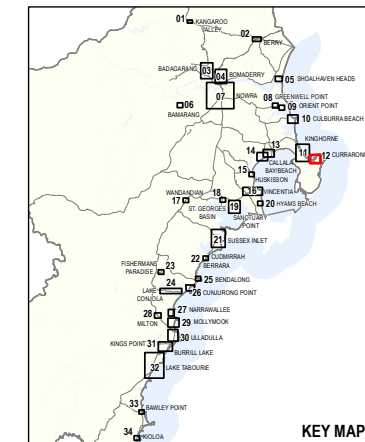 01 KANGAROO
VALLEY
02 BERRY
BADAGARANG 03
04 BOMADERRY
05 SHOALHAVEN HEADS
07 NOWRA
06
BAMARANG
08 GREENWELL POINT
09 ORIENT POINT
10 CULBURRA BEACH
KINGHORNE
11
12 CURRARONG
13
14 CALLALA
BAY/BEACH
15
HUSKISSON
16 VINCENTIA
WANDANDIAN
17
18
ST. GEORGES
BASIN
19
20 HYAMS BEACH
SANCTUARY
POINT
21 SUSSEX INLET
22 CUDMIRRAH
BERRARA
FISHERMANS
PARADISE 23
24
LAKE
CONJOLA
25 BENDALONG
26 CUNJURONG POINT
27 NARRAWALLEE
28
MILTON
29 MOLLYMOOK
30 ULLADULLA
KINGS POINT 31
BURRILL LAKE
32 LAKE TABOURIE
33
BAWLEY POINT
34 KIOLOA
KEY MAP